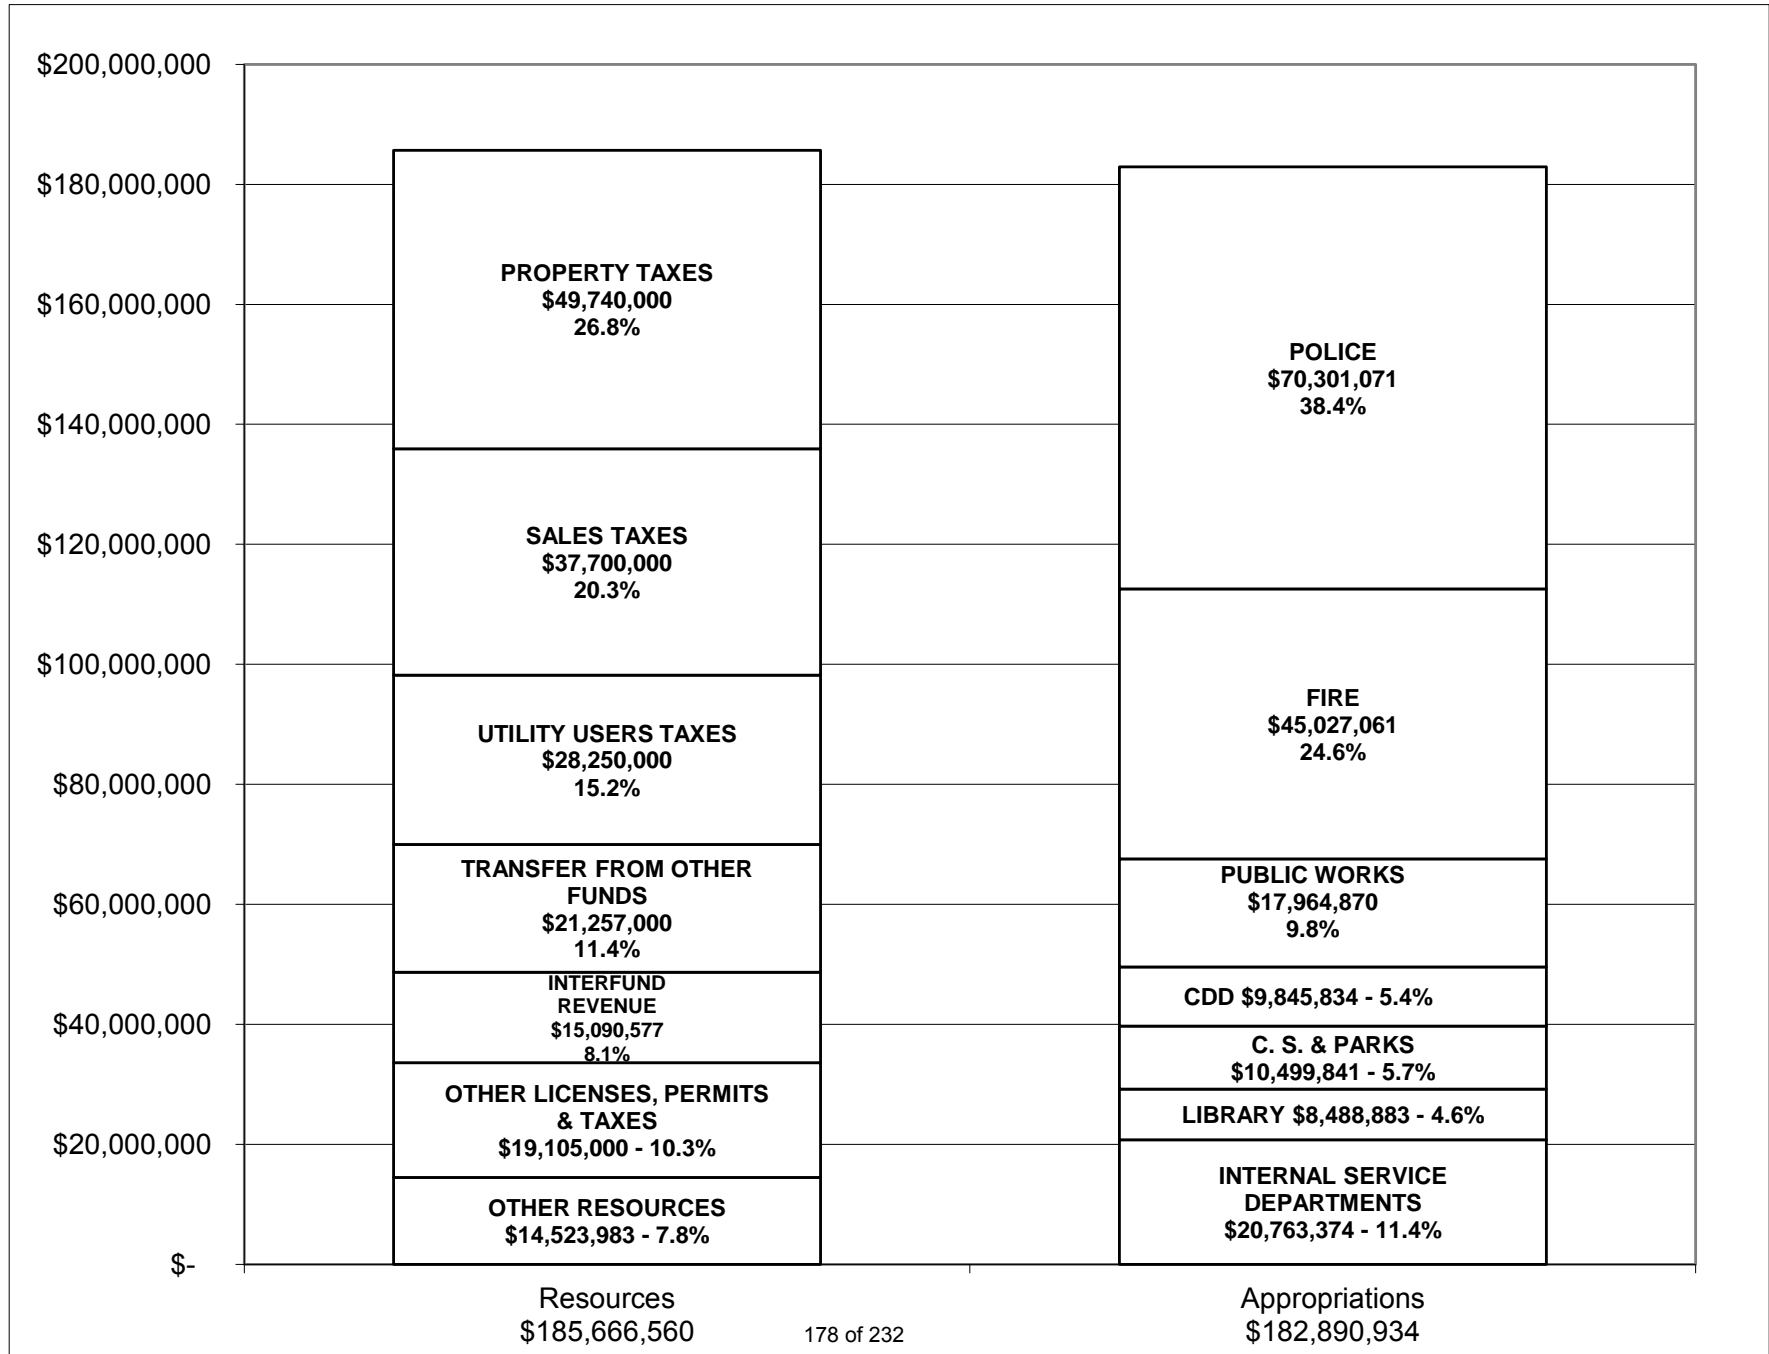 $200,000,000
$180,000,000
$160,000,000
$140,000,000
$120,000,000
$100,000,000
$80,000,000
$60,000,000
$40,000,000
$20,000,000
$-
PROPERTY TAXES
$49,740,000
26.8%
SALES TAXES
$37,700,000
20.3%
UTILITY USERS TAXES
$28,250,000
15.2%
TRANSFER FROM OTHER
FUNDS
$21,257,000
11.4%
INTERFUND
REVENUE
$15,090,577
8.1%
OTHER LICENSES, PERMITS
& TAXES
$19,105,000 - 10.3%
OTHER RESOURCES
$14,523,983 - 7.8%
POLICE
$70,301,071
38.4%
FIRE
$45,027,061
24.6%
PUBLIC WORKS
$17,964,870
9.8%
CDD $9,845,834 - 5.4%
C. S. & PARKS
$10,499,841 - 5.7%
LIBRARY $8,488,883 - 4.6%
INTERNAL SERVICE
DEPARTMENTS
$20,763,374 - 11.4%
Resources
$185,666,560
Appropriations
$182,890,934
178 of 232